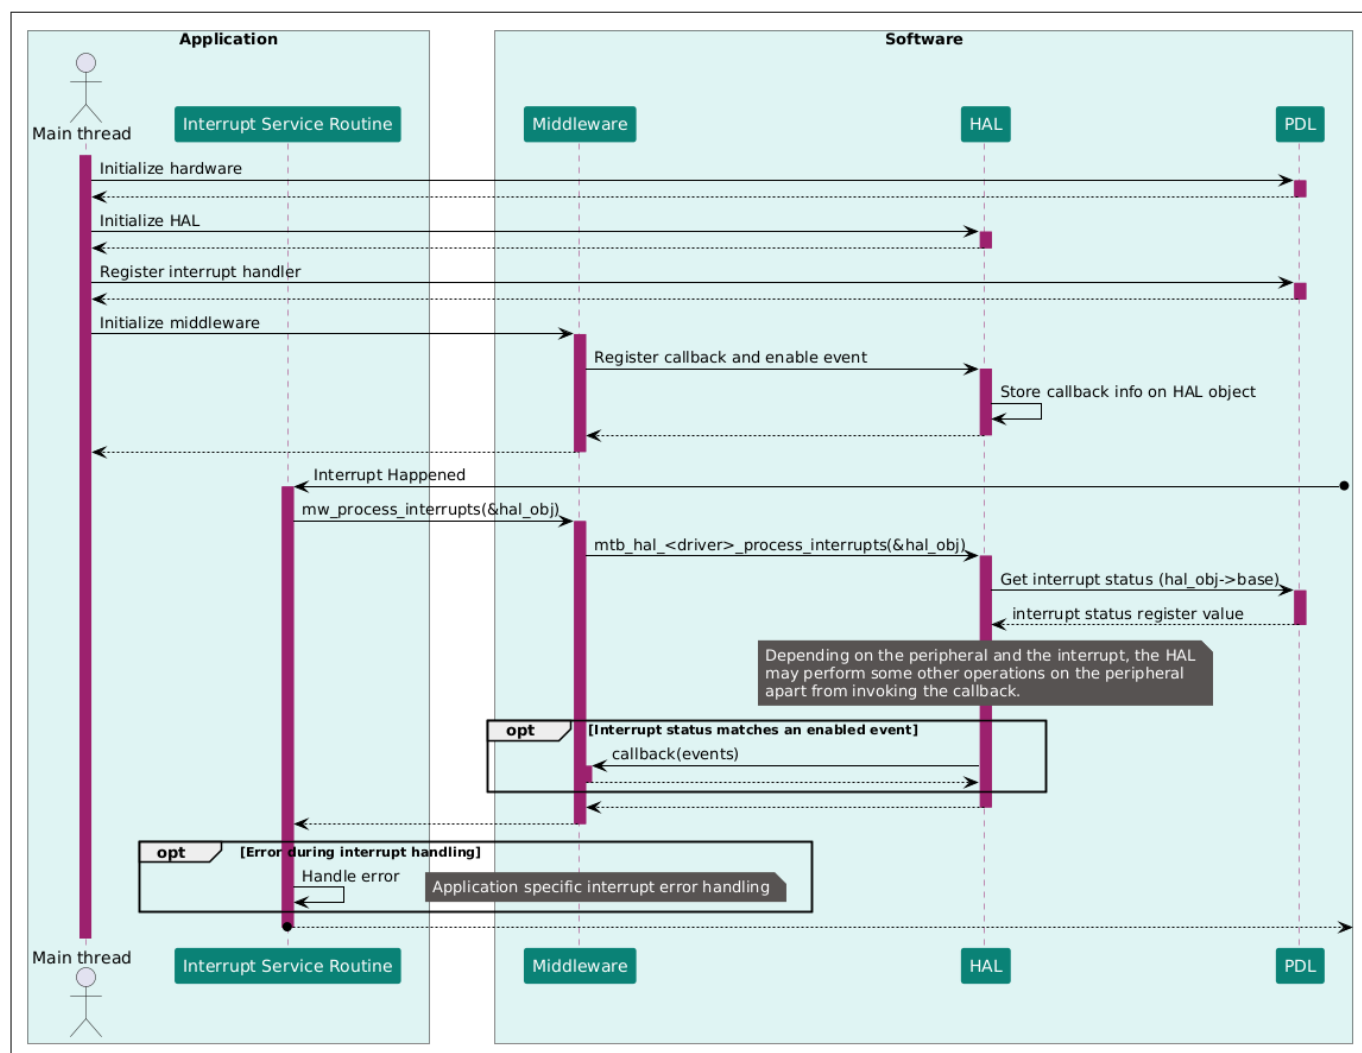 Application
Software
Main thread
Interrupt Service Routine
Middleware
HAL
PDL
Initialize hardware
Initialize HAL
Register interrupt handler
Initialize middleware
Register callback and enable event
Store callback info on HAL object
Interrupt Happened
mw_process_interrupts(&hal_obj)
mtb_hal_<driver>_process_interrupts(&hal_obj)
Get interrupt status (hal_obj->base)
interrupt status register value
Depending on the peripheral and the interrupt, the HAL
may perform some other operations on the peripheral
apart from invoking the callback.
opt
[Interrupt status matches an enabled event]
callback(events)
opt
[Error during interrupt handling]
Handle error
Application specific interrupt error handling
Main thread
Interrupt Service Routine
Middleware
HAL
PDL